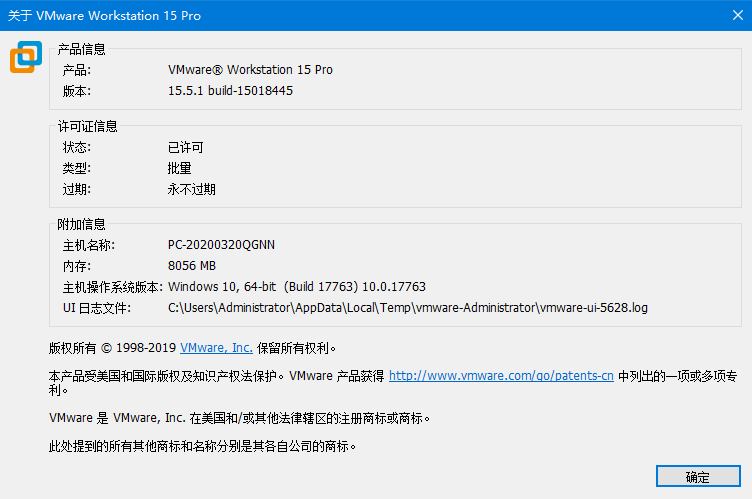 关于 VMware Workstation 15 Pro
产品信息
产品: VMware® Workstation 15 Pro
版本: 15.5.1 build-15018445
许可证信息
状态: 已许可
类型: 批量
过期: 永不过期
附加信息
主机名称: PC-20200320QGNN
内存: 8056 MB
主机操作系统版本: Windows 10, 64-bit (Build 17763) 10.0.17763
UI 日志文件: C:\Users\Administrator\AppData\Local\Temp\vmware-Administrator\vmware-ui-5628.log
版权所有 © 1998-2019 VMware, Inc. 保留所有权利。
本产品受美国和国际版权及知识产权法保护。VMware 产品获得 http://www.vmware.com/go/patents-cn 中列出的一项或多项专
利。
VMware 是 VMware, Inc. 在美国和/或其他法律辖区的注册商标或商标。
此处提到的所有其他商标和名称分别是其各自公司的商标。
确定